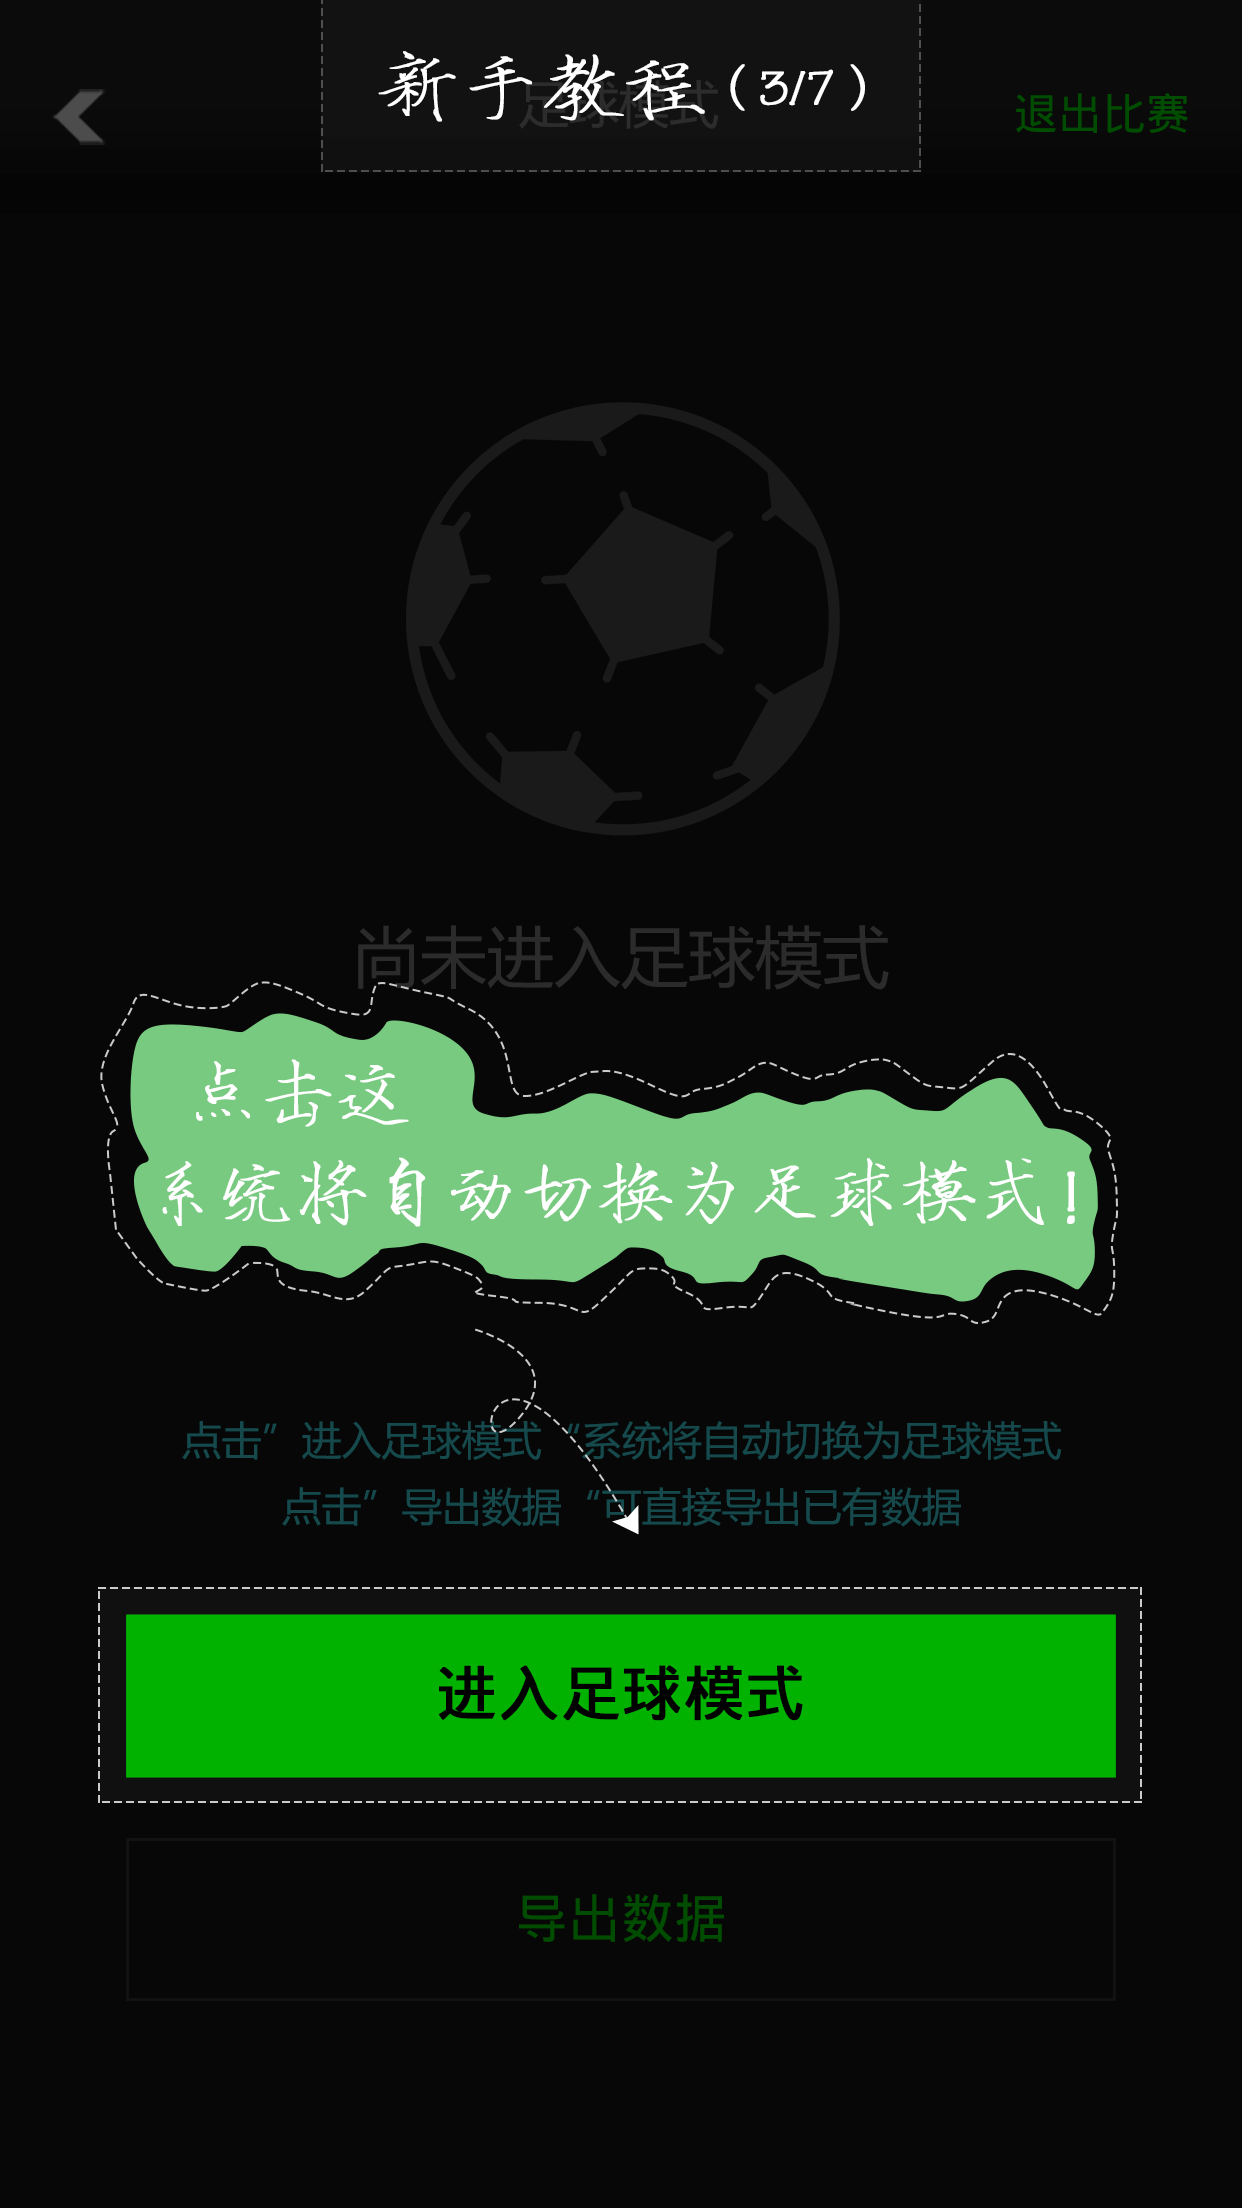 新手教程（3/7）
足球模式
退出比赛
尚未进入足球模式
点击这
系统将自动切换为足球模式！
点击”进入足球模式“系统将自动切换为足球模式
点击”导出数据“可直接导出已有数据
进入足球模式
导出数据